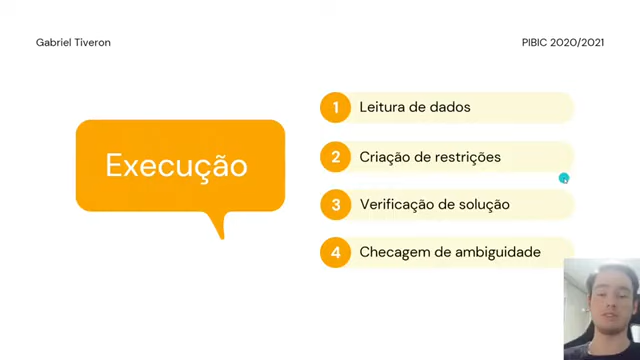 Gabriel Tiveron
PIBIC 2020/2021
Execução
1 Leitura de dados
2 Criação de restrições
3 Verificação de solução
4 Checagem de ambiguidade